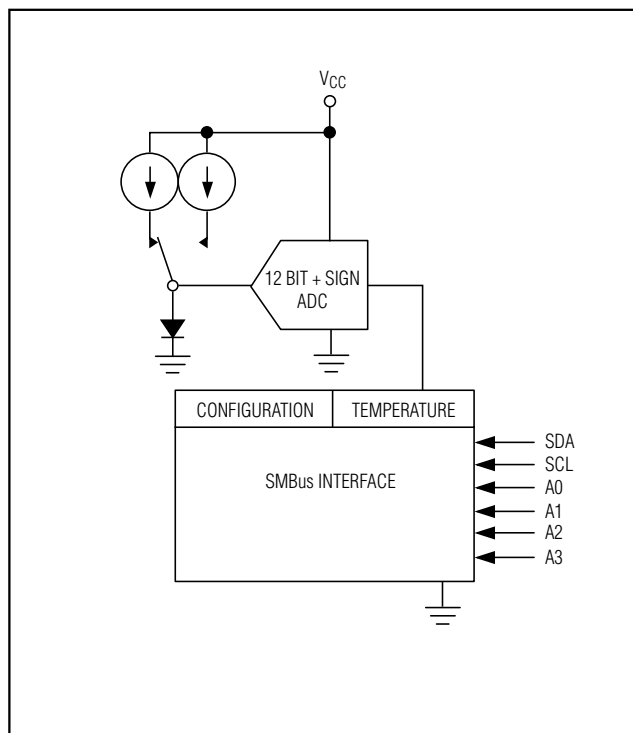 VCC
12 BIT + SIGN
ADC
CONFIGURATION
TEMPERATURE
SMBus INTERFACE
SDA
SCL
A0
A1
A2
A3